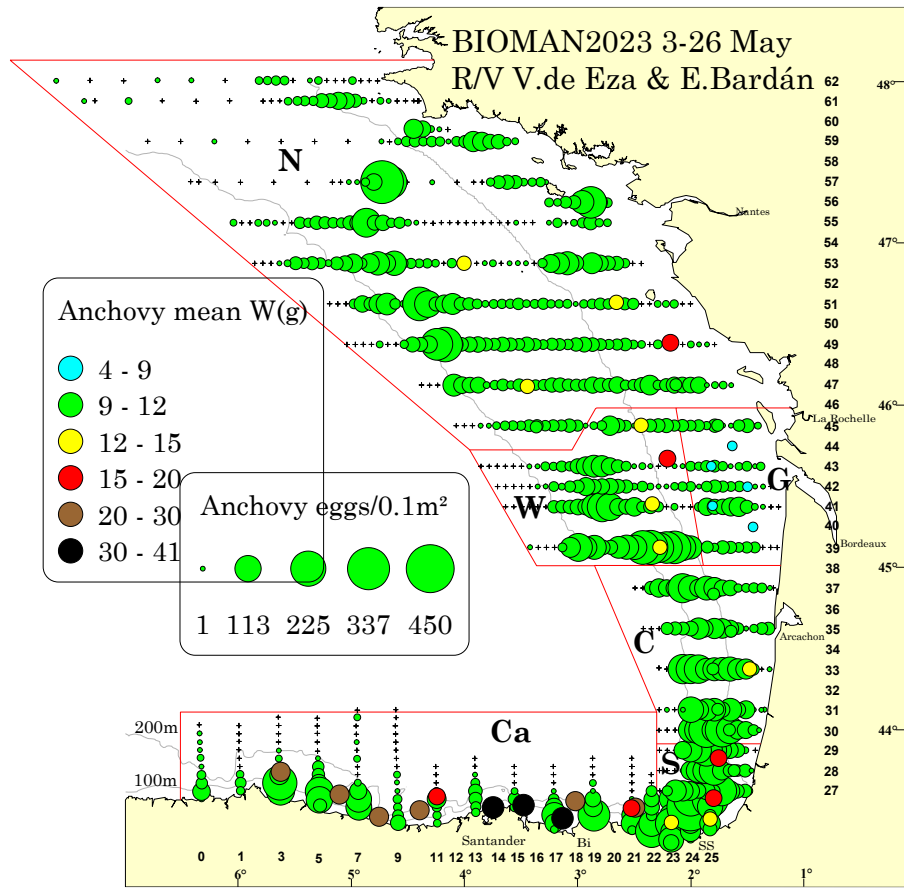 BIOMAN2023 3-26 May
R/V V.de Eza & E.Bardán
62
48°
61
60
59
N
57
56
Nantes
55
54
47°
53
52
51
50
49
48
47
46°
46
La Rochelle
45
44
43
G
42
W
41
40
Bordeaux
39
38
45°
37
36
35
Arcachon
34
C
33
32
31
30
44°
29
S
28
27
Anchovy mean W(g)
4 - 9
9 - 12
12 - 15
15 - 20
20 - 30
30 - 41
Anchovy eggs/0.1m²
1 113 225 337 450
Ca
200m
100m
Santander Bi SS
0 1 3 5 7 9 11 12 13 14 15 16 17 18 19 20 21 22 23 24 25
6° 5° 4° 3° 2° 1°